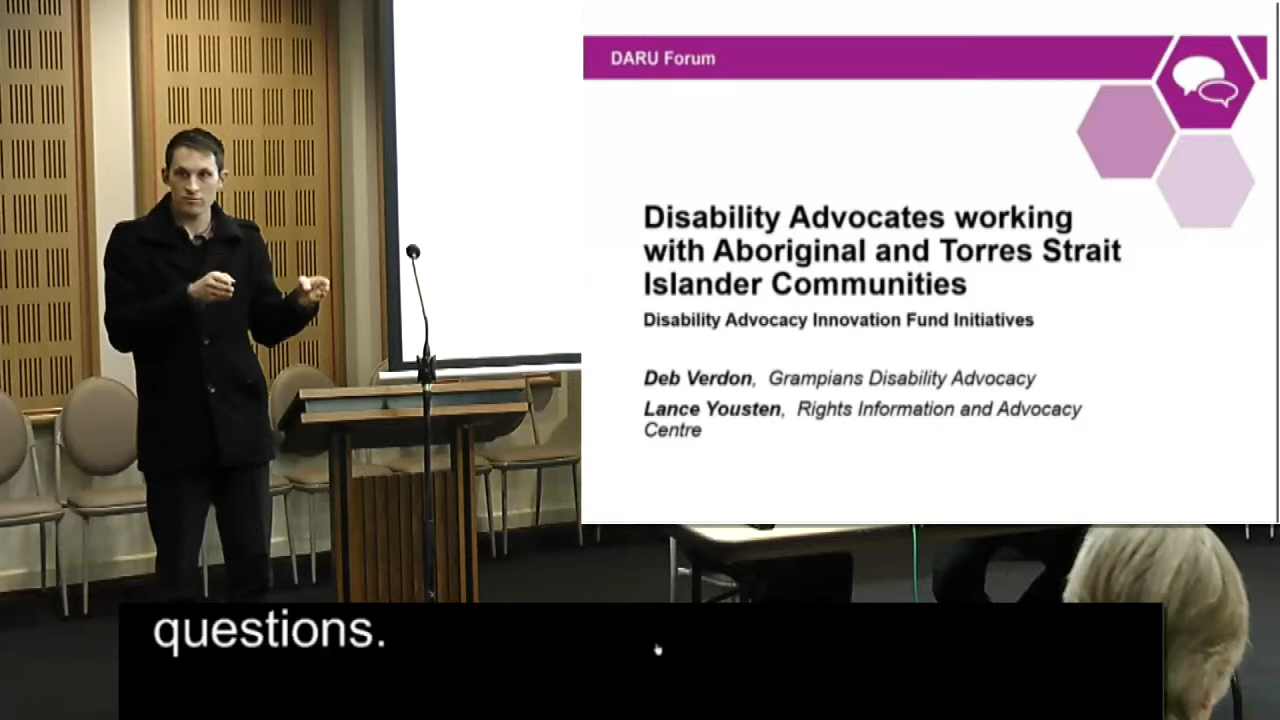 DARU Forum
Disability Advocates working
with Aboriginal and Torres Strait
Islander Communities
Disability Advocacy Innovation Fund Initiatives
Deb Verdon, Grampians Disability Advocacy
Lance Yousten, Rights Information and Advocacy
Centre
questions.